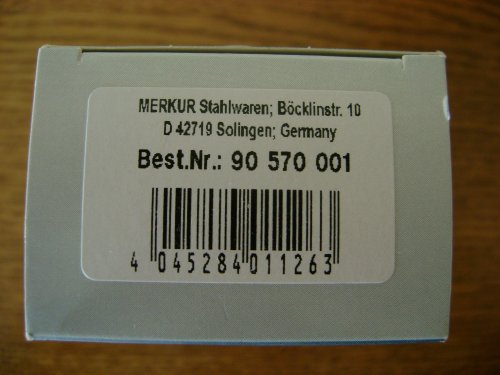 MERKUR Stahlwaren; Böcklinstr. 10
D 42719 Solingen; Germany
Best.Nr.: 90 570 001
4 045284 011263